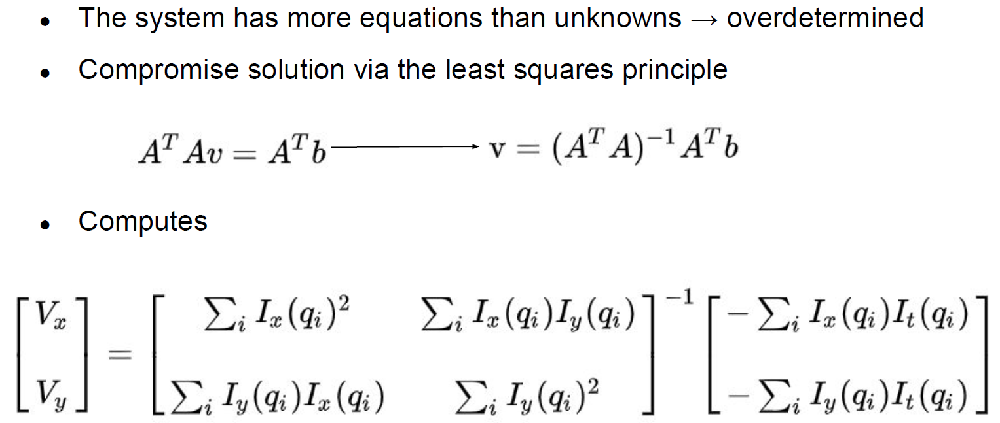 ● The system has more equations than unknowns → overdetermined
● Compromise solution via the least squares principle
$A^T A v = A^T b \longrightarrow \mathrm{v} = (A^T A)^{-1} A^T b$
● Computes
$\begin{bmatrix} V_x \\ V_y \end{bmatrix} = \begin{bmatrix} \sum_i I_x(q_i)^2 & \sum_i I_x(q_i) I_y(q_i) \\ \sum_i I_y(q_i) I_x(q_i) & \sum_i I_y(q_i)^2 \end{bmatrix}^{-1} \begin{bmatrix} -\sum_i I_x(q_i) I_t(q_i) \\ -\sum_i I_y(q_i) I_t(q_i) \end{bmatrix}$